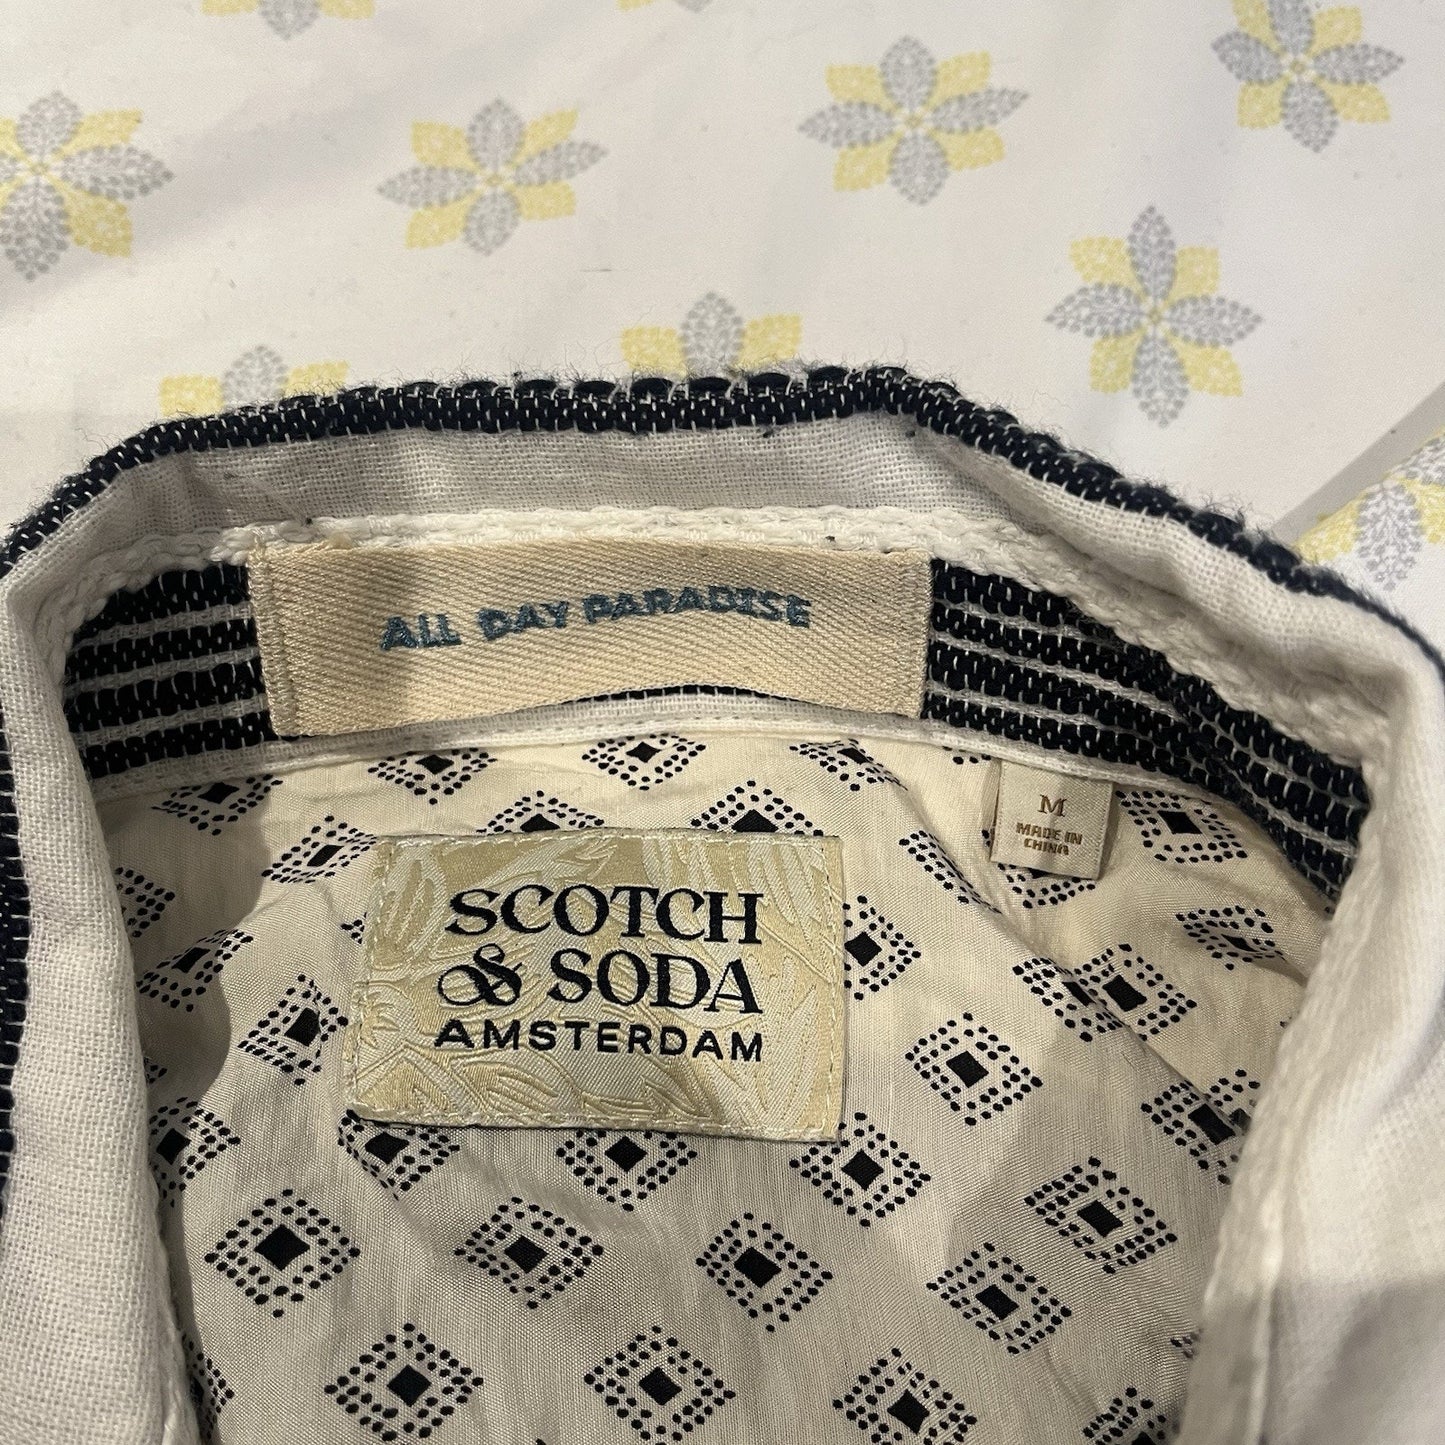 ALL DAY PARADISE
M
MADE IN
CHINA
SCOTCH
& SODA
AMSTERDAM